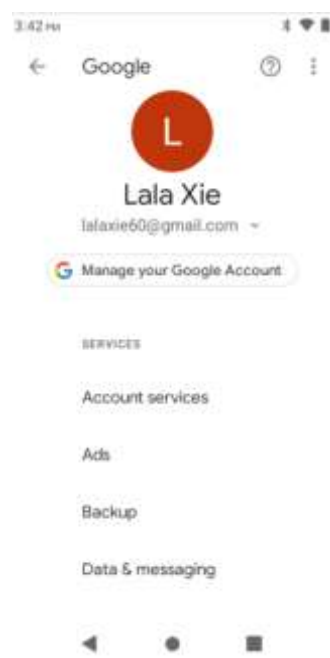 3:42 PM
Google
L
Lala Xie
lalaxie60@gmail.com
G Manage your Google Account
SERVICES
Account services
Ads
Backup
Data & messaging